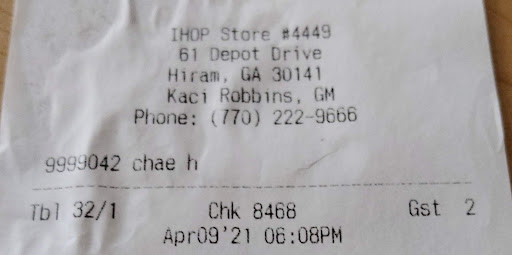 IHOP Store #4449
61 Depot Drive
Hiram, GA 30141
Kaci Robbins, GM
Phone: (770) 222-9666
9999042 chae h
Tbl 32/1 Chk 8468 Gst 2
Apr09'21 06:08PM